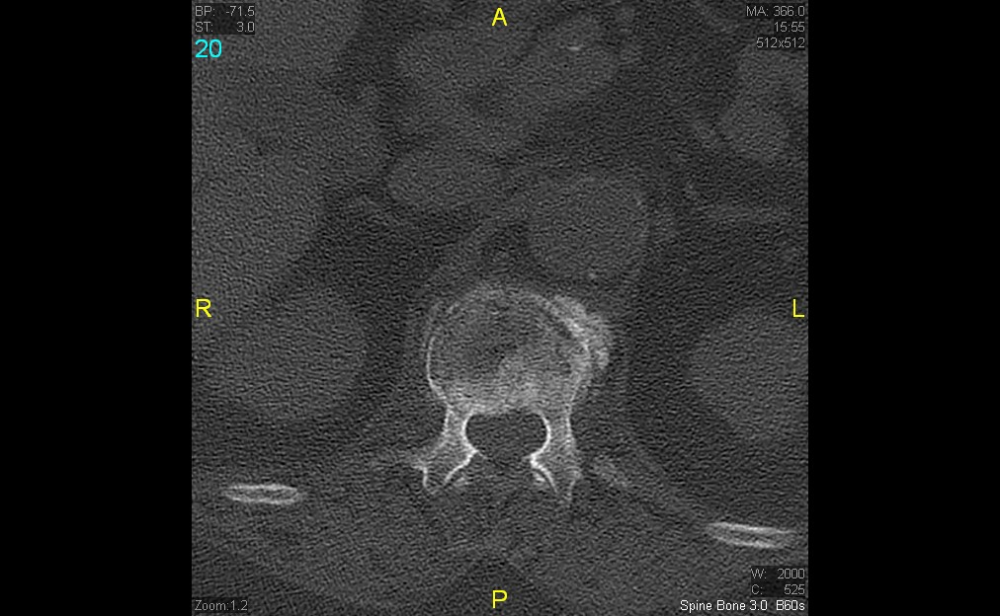 BP: -71.5
ST: 3.0
20
A
MA: 366.0
15:55
512x512
R
L
Zoom:1.2
P
W: 2000
C: 525
Spine Bone 3.0 B60s